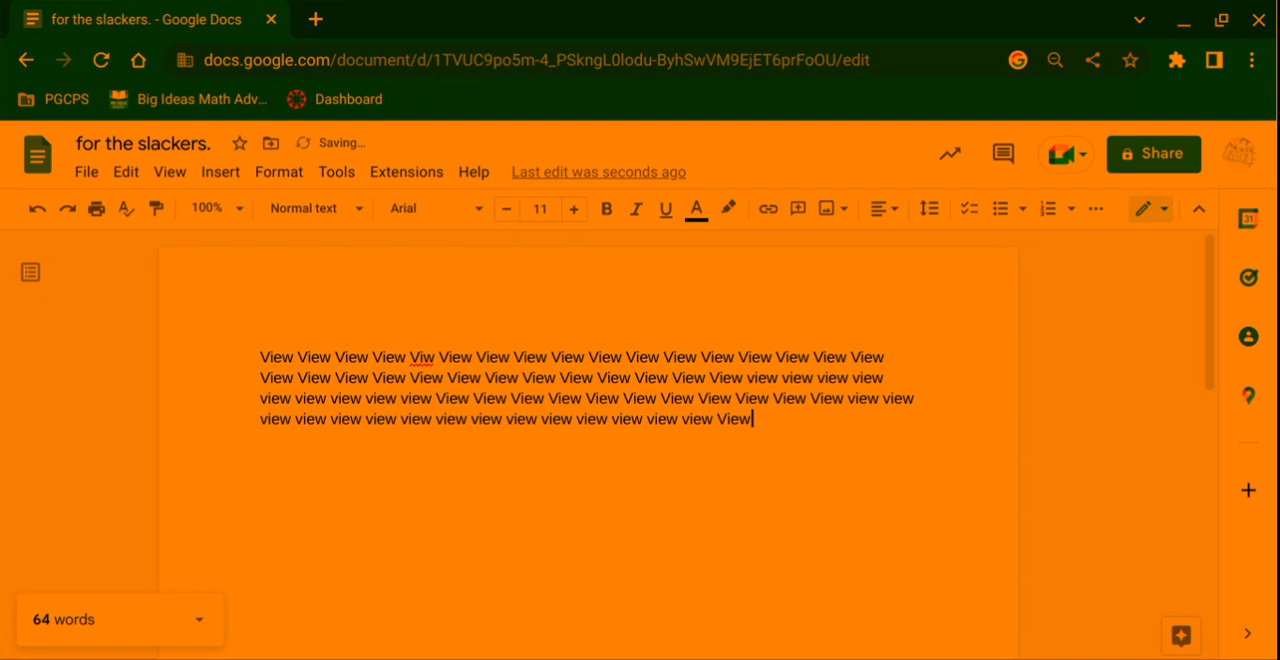 for the slackers. - Google Docs
docs.google.com/document/d/1TVUC9po5m-4_PSkngL0lodu-ByhSwVM9EjET6prFoOU/edit
PGCPS Big Ideas Math Adv... Dashboard
for the slackers. Saving...
Share
File Edit View Insert Format Tools Extensions Help Last edit was seconds ago
100% Normal text Arial 11 B I U A
31
View View View View Viw View View View View View View View View View View View View
View View View View View View View View View View View View View view view view view
view view view view view View View View View View View View View View View View view view
view view view view view view view view view view view view view View
64 words